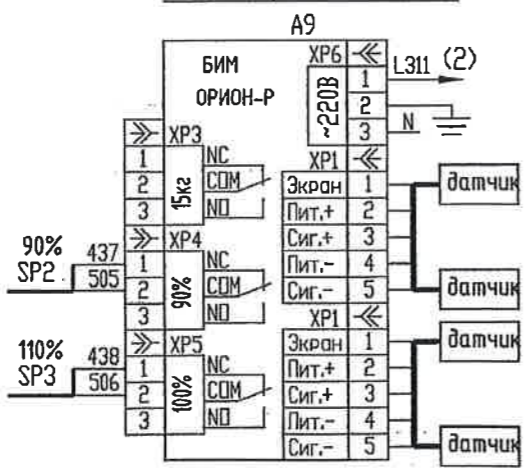 A9
БИМ
ОРИОН-Р
XP6
~220В
1
2
3
L311 (2)
N
XP3
1
2
3
15кг
NC
COM
NO
XP4
1
2
3
90%
NC
COM
NO
90%
SP2
437
505
XP5
1
2
3
100%
NC
COM
NO
110%
SP3
438
506
XP1
Экран 1
Пит.+ 2
Сиг.+ 3
Пит.- 4
Сиг.- 5
датчик
датчик
XP1
Экран 1
Пит.+ 2
Сиг.+ 3
Пит.- 4
Сиг.- 5
датчик
датчик